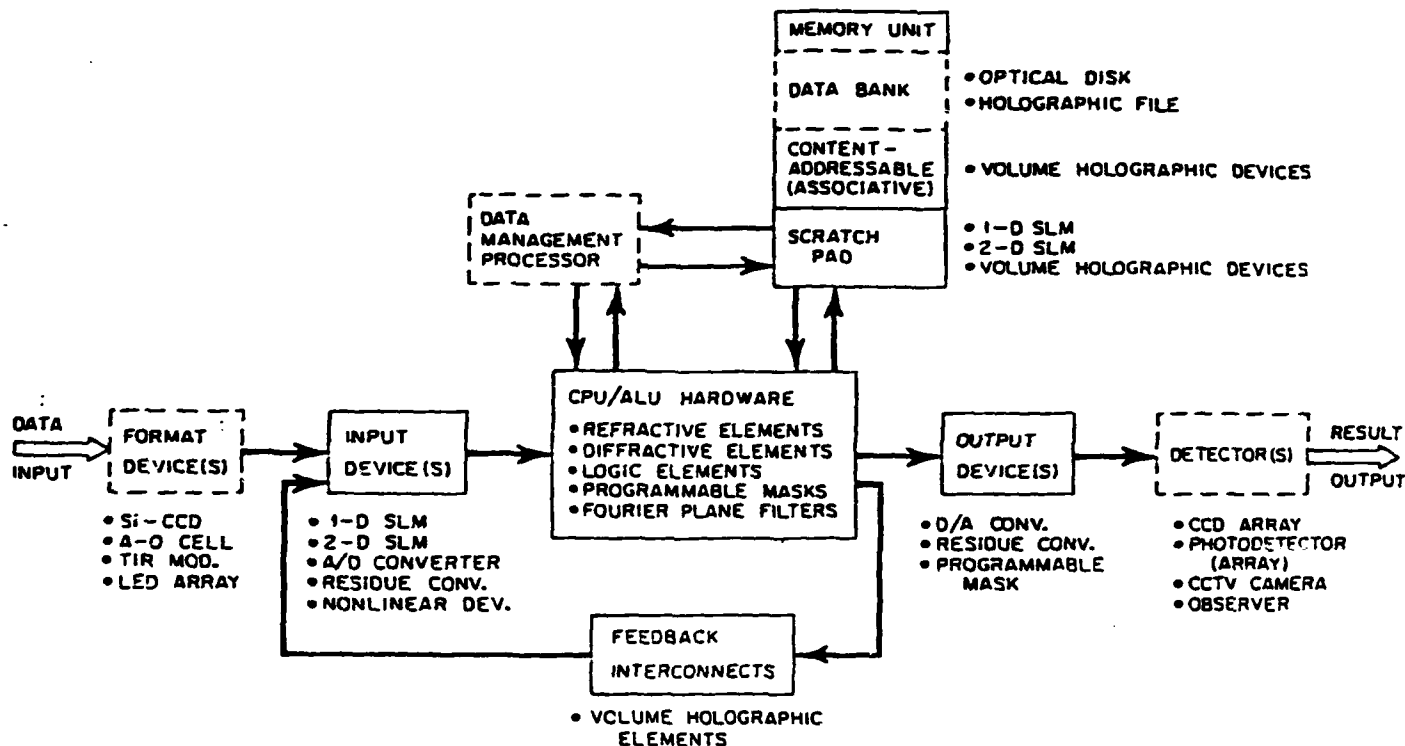 MEMORY UNIT
DATA BANK
• OPTICAL DISK
• HOLOGRAPHIC FILE
CONTENT-
ADDRESSABLE
(ASSOCIATIVE)
• VOLUME HOLOGRAPHIC DEVICES
SCRATCH
PAD
• 1-D SLM
• 2-D SLM
• VOLUME HOLOGRAPHIC DEVICES
DATA
MANAGEMENT
PROCESSOR
DATA
INPUT
FORMAT
DEVICE(S)
• Si-CCD
• A-O CELL
• TIR MOD.
• LED ARRAY
INPUT
DEVICE(S)
• 1-D SLM
• 2-D SLM
• A/D CONVERTER
• RESIDUE CONV.
• NONLINEAR DEV.
CPU/ALU HARDWARE
• REFRACTIVE ELEMENTS
• DIFFRACTIVE ELEMENTS
• LOGIC ELEMENTS
• PROGRAMMABLE MASKS
• FOURIER PLANE FILTERS
OUTPUT
DEVICE(S)
• D/A CONV.
• RESIDUE CONV.
• PROGRAMMABLE
MASK
DETECTOR(S)
• CCD ARRAY
• PHOTODETECTOR
(ARRAY)
• CCTV CAMERA
• OBSERVER
RESULT
OUTPUT
FEEDBACK
INTERCONNECTS
• VOLUME HOLOGRAPHIC
ELEMENTS